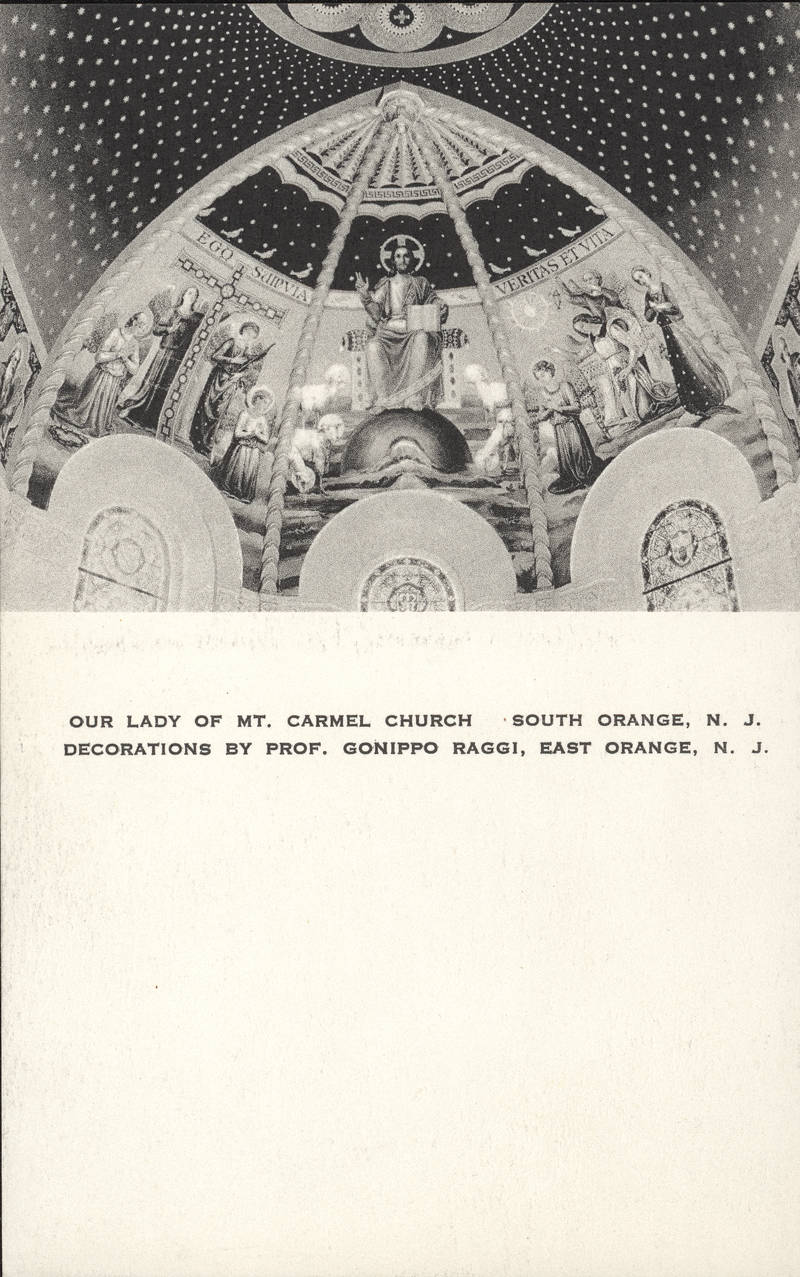 EGO SUM VIA VERITAS ET VITA
OUR LADY OF MT. CARMEL CHURCH SOUTH ORANGE, N. J.
DECORATIONS BY PROF. GONIPPO RAGGI, EAST ORANGE, N. J.